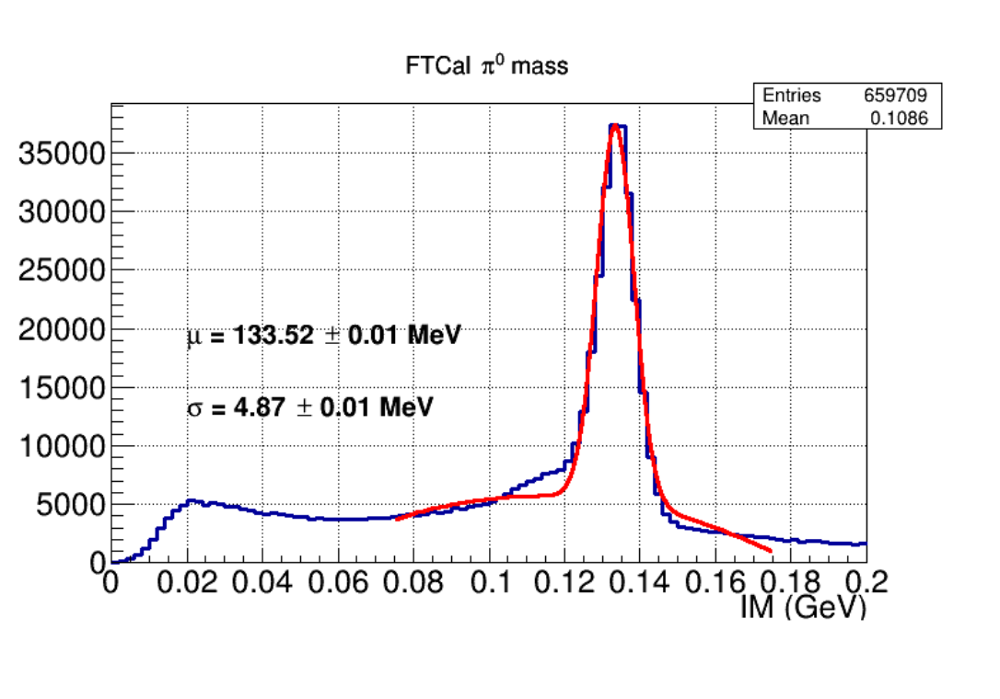 FTCal π⁰ mass
Entries 659709
Mean 0.1086
35000
30000
25000
20000
15000
10000
5000
0
μ = 133.52 ± 0.01 MeV
σ = 4.87 ± 0.01 MeV
0 0.02 0.04 0.06 0.08 0.1 0.12 0.14 0.16 0.18 0.2
IM (GeV)